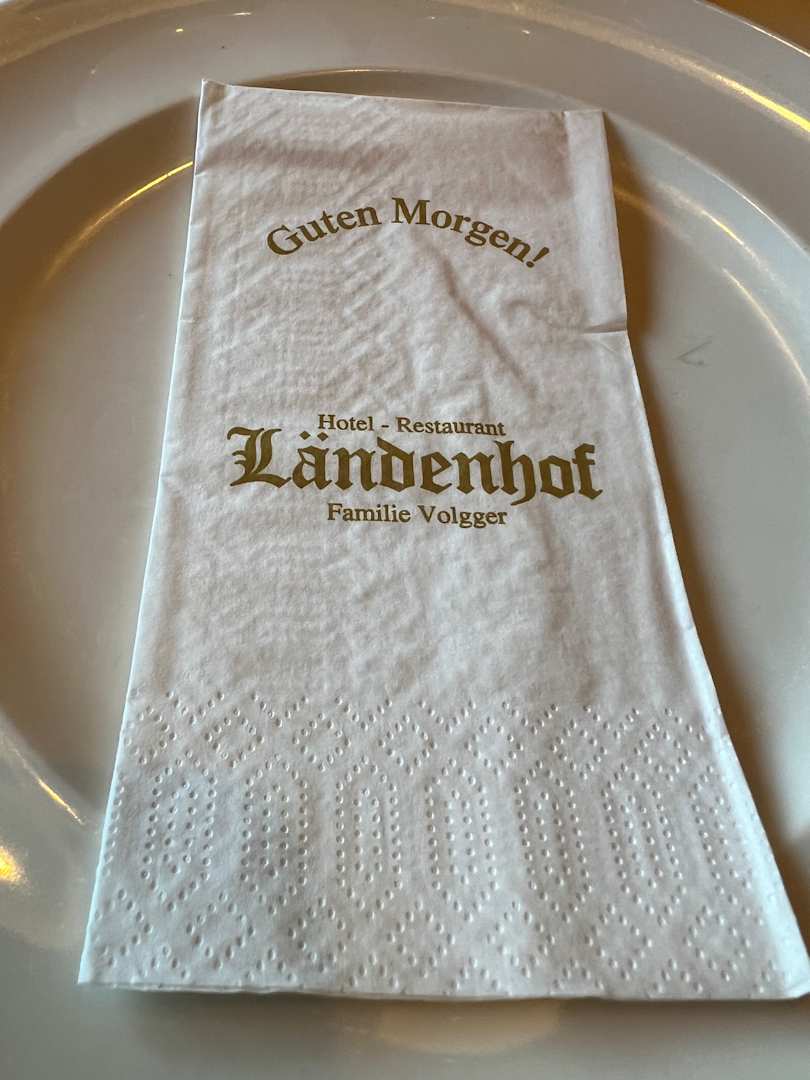 Guten Morgen!
Hotel - Restaurant
Ländenhof
Familie Volgger